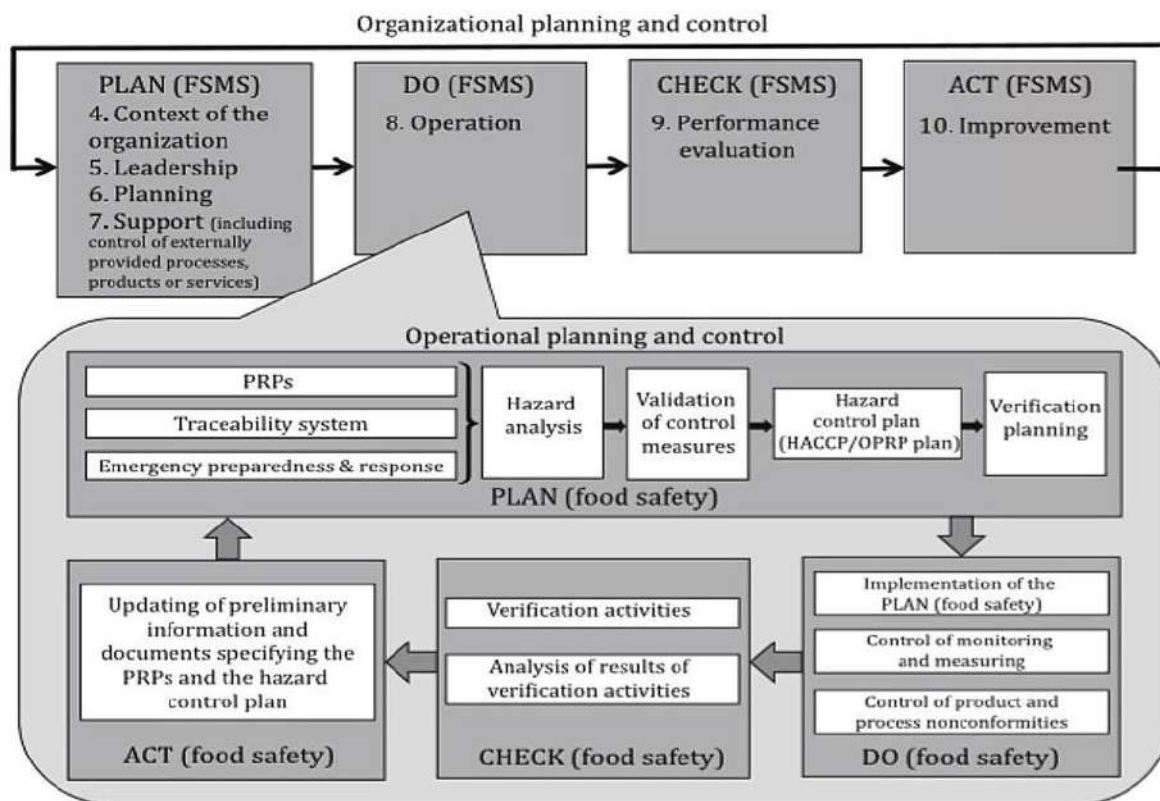 Organizational planning and control
PLAN (FSMS)
4. Context of the
organization
5. Leadership
6. Planning
7. Support (including
control of externally
provided processes,
products or services)
DO (FSMS)
8. Operation
CHECK (FSMS)
9. Performance
evaluation
ACT (FSMS)
10. Improvement
Operational planning and control
PRPs
Traceability system
Emergency preparedness & response
Hazard
analysis
Validation
of control
measures
Hazard
control plan
(HACCP/OPRP plan)
Verification
planning
PLAN (food safety)
Implementation of the
PLAN (food safety)
Control of monitoring
and measuring
Control of product and
process nonconformities
DO (food safety)
Verification activities
Analysis of results of
verification activities
CHECK (food safety)
Updating of preliminary
information and
documents specifying the
PRPs and the hazard
control plan
ACT (food safety)